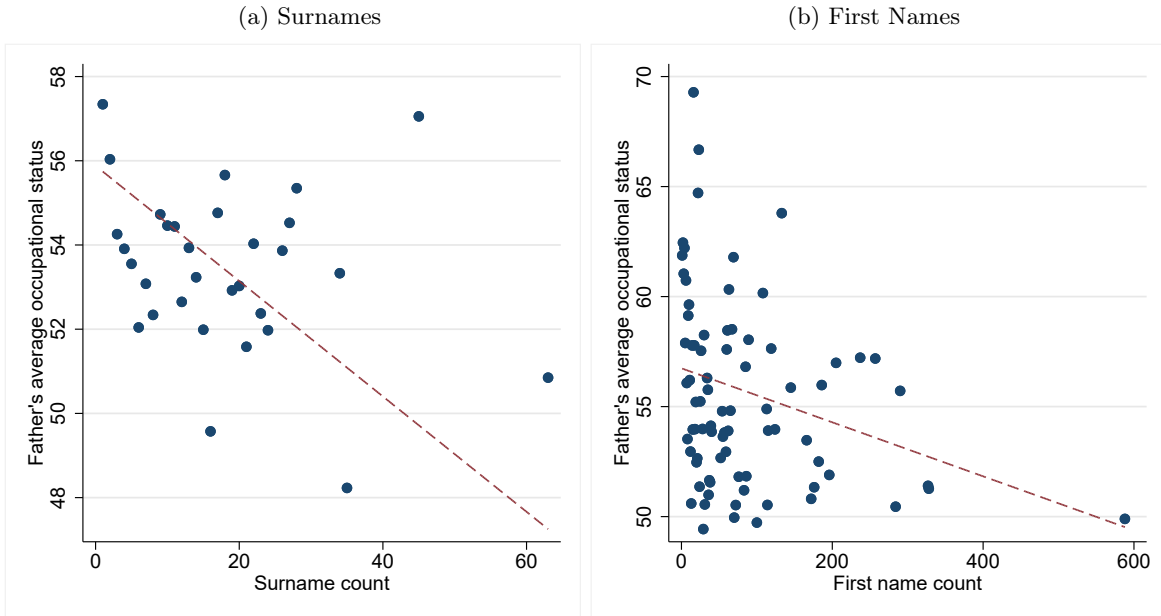 (a) Surnames
58
56
54
52
50
48
Father's average occupational status
0 20 40 60
Surname count
(b) First Names
70
65
60
55
50
Father's average occupational status
0 200 400 600
First name count